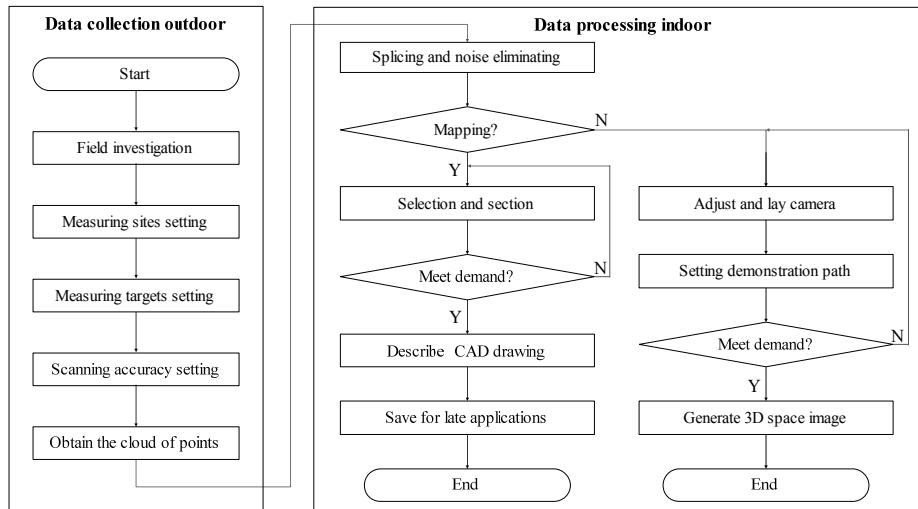 Data collection outdoor
Start
Field investigation
Measuring sites setting
Measuring targets setting
Scanning accuracy setting
Obtain the cloud of points
Data processing indoor
Splicing and noise eliminating
Mapping?
N
Y
Selection and section
Meet demand?
N
Y
Describe CAD drawing
Save for late applications
End
Adjust and lay camera
Setting demonstration path
Meet demand?
N
Y
Generate 3D space image
End